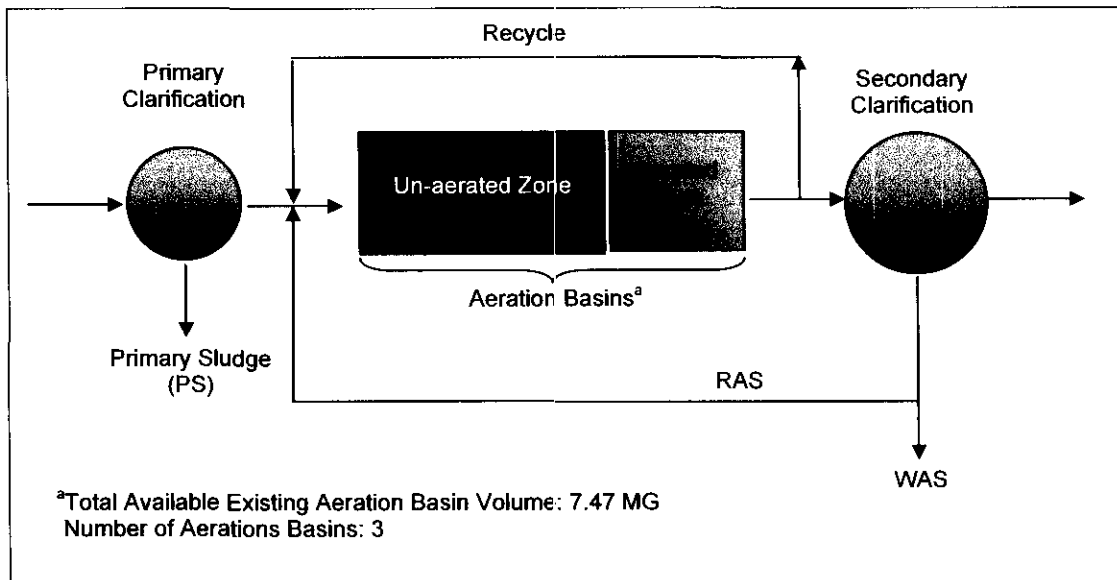 Recycle
Primary
Clarification
Secondary
Clarification
Un-aerated Zone
Aeration Basinsᵃ
Primary Sludge
(PS)
RAS
WAS
ᵃTotal Available Existing Aeration Basin Volume: 7.47 MG
Number of Aerations Basins: 3